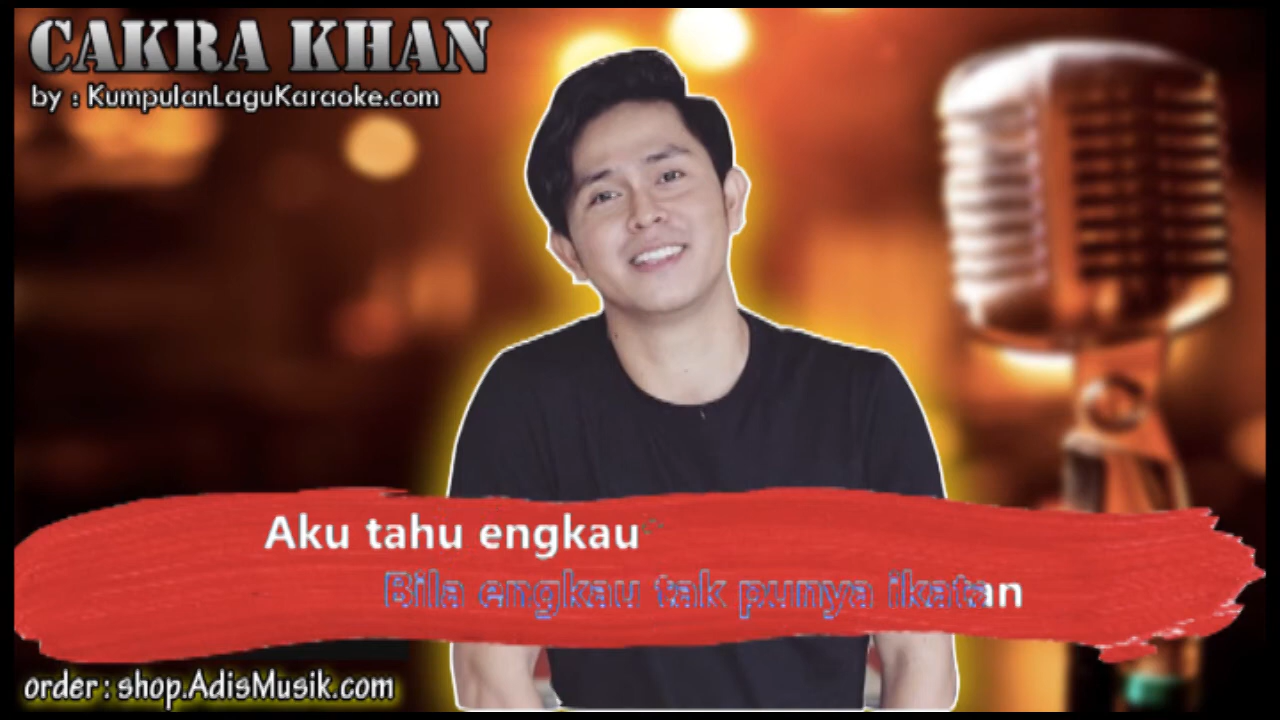 CAKRA KHAN
by : KumpulanLaguKaraoke.com
Aku tahu engkau
Bila engkau tak punya ikatan
order : shop.AdisMusik.com